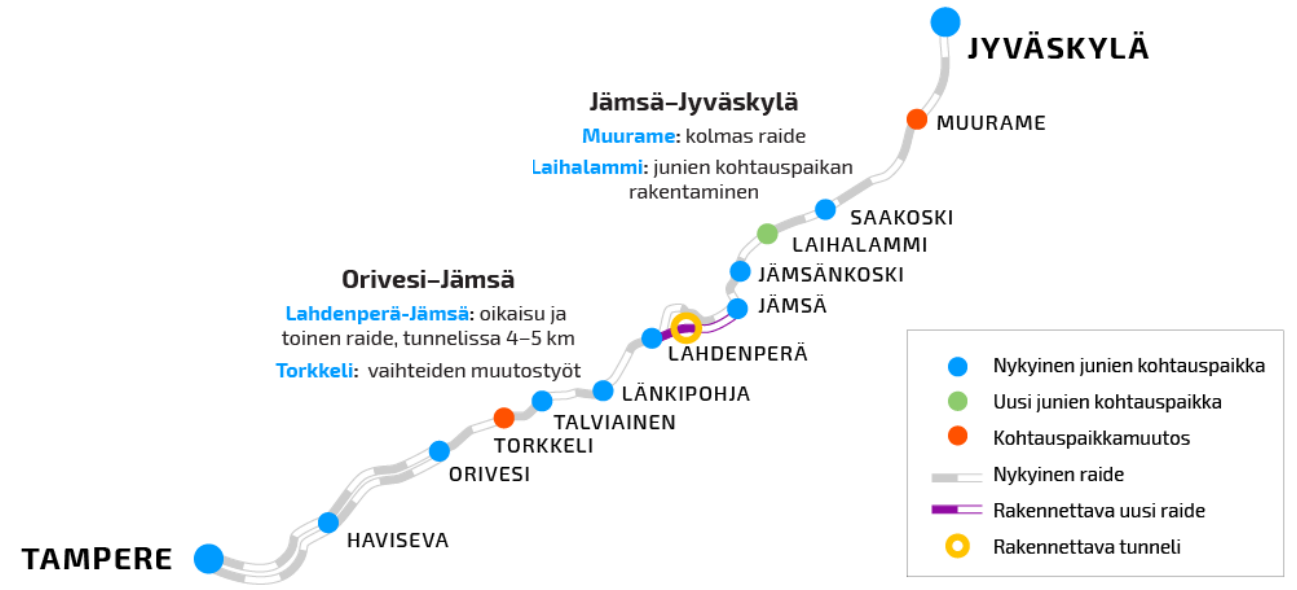 JYVÄSKYLÄ
Jämsä–Jyväskylä
Muurame: kolmas raide
Laihalammi: junien kohtauspaikan
rakentaminen
MUURAME
SAAKOSKI
LAIHALAMMI
JÄMSÄNKOSKI
JÄMSÄ
Orivesi–Jämsä
Lahdenperä-Jämsä: oikaisu ja
toinen raide, tunnelissa 4–5 km
Torkkeli: vaihteiden muutostyöt
LAHDENPERÄ
LÄNKIPOHJA
TALVIAINEN
TORKKELI
ORIVESI
HAVISEVA
TAMPERE
Nykyinen junien kohtauspaikka
Uusi junien kohtauspaikka
Kohtauspaikkamuutos
Nykyinen raide
Rakennettava uusi raide
Rakennettava tunneli